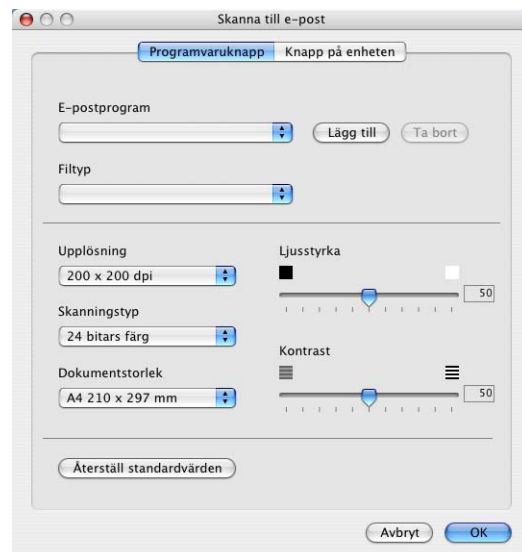 Skanna till e-post
Programvaruknapp Knapp på enheten
E-postprogram
Lägg till Ta bort
Filtyp
Upplösning
200 x 200 dpi
Skanningstyp
24 bitars färg
Dokumentstorlek
A4 210 x 297 mm
Ljusstyrka
50
Kontrast
50
Återställ standardvärden
Avbryt OK